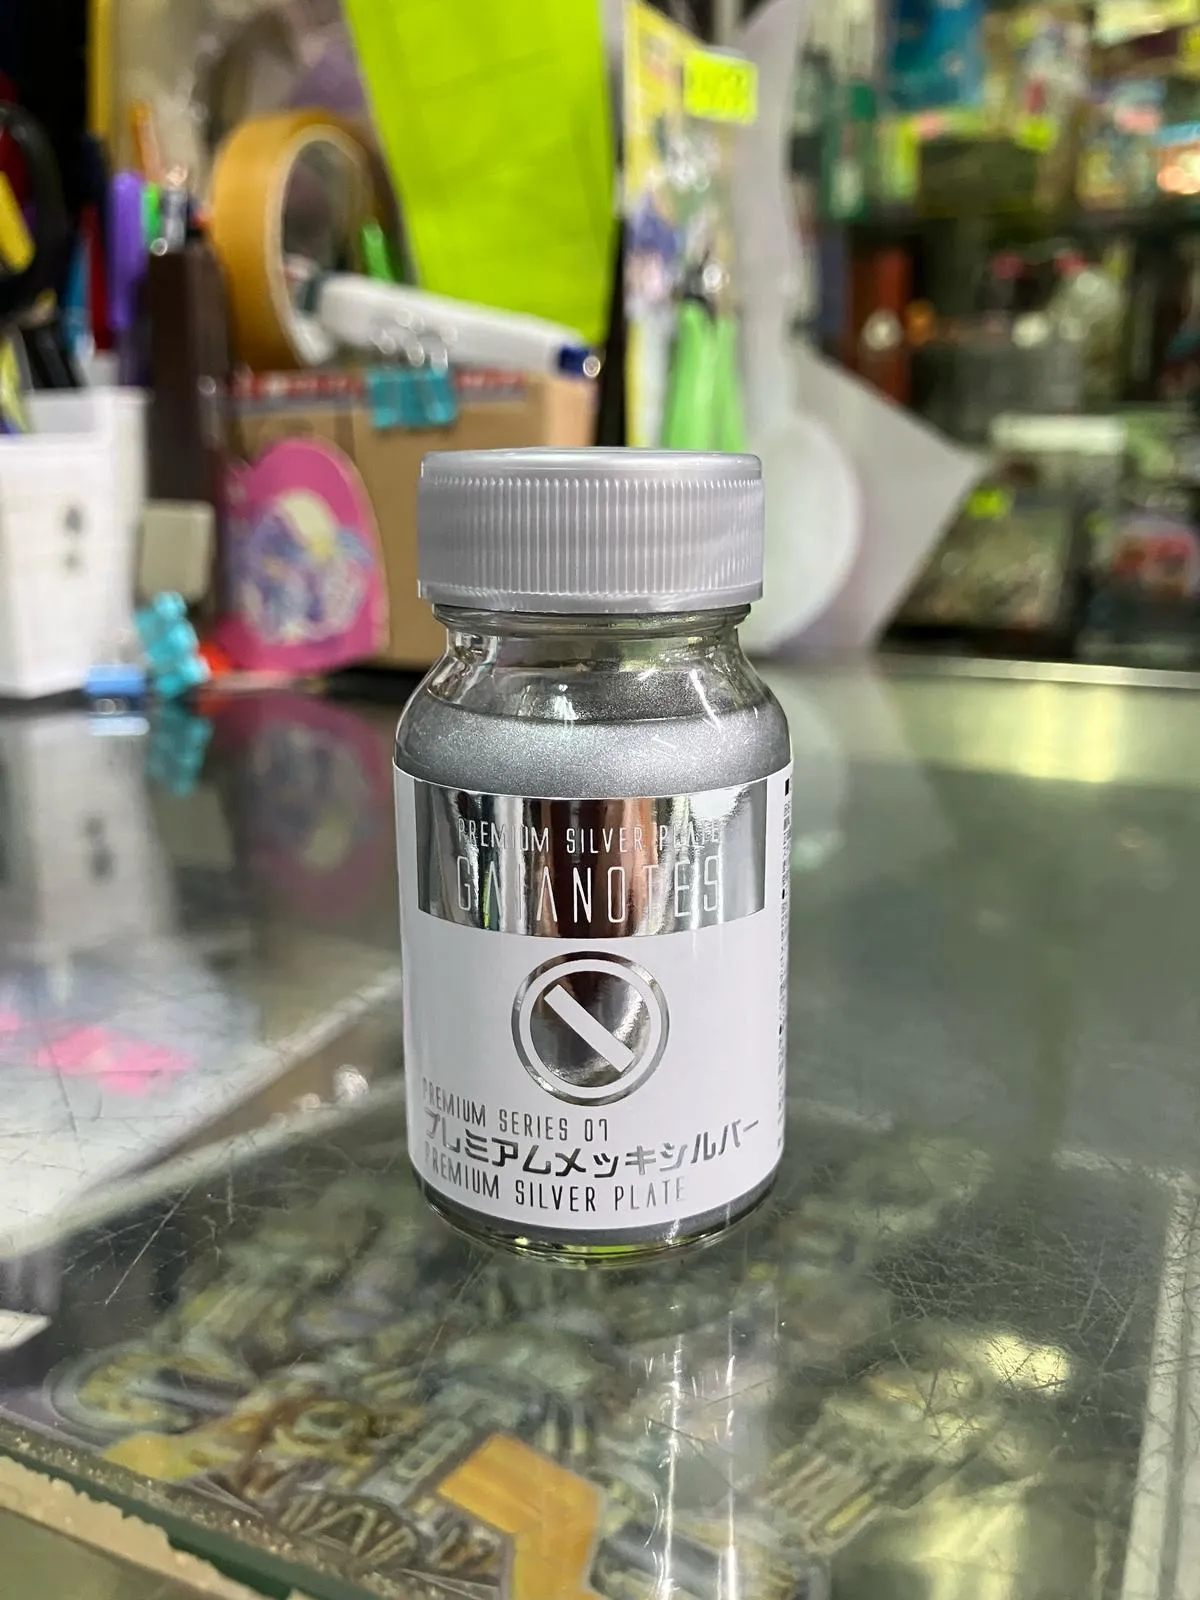 PREMIUM SILVER PLATE
GAIANOTES
PREMIUM SERIES 07
プレミアムメッキシルバー
PREMIUM SILVER PLATE